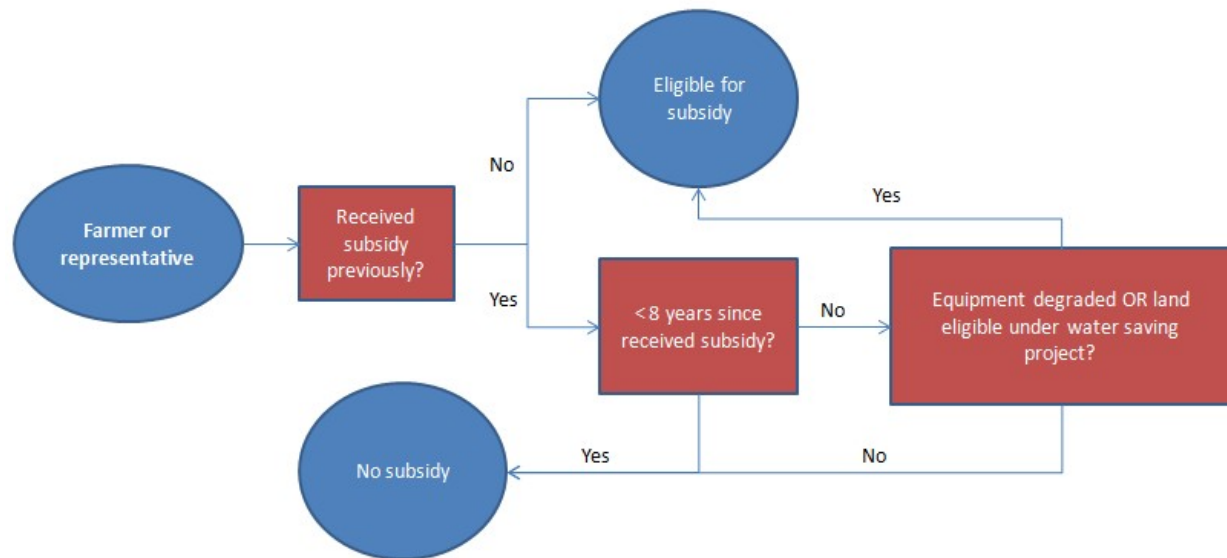 Farmer or
representative
Received
subsidy
previously?
No
Yes
Eligible for
subsidy
<8 years since
received subsidy?
No
Equipment degraded OR land
eligible under water saving
project?
Yes
Yes
No
No subsidy